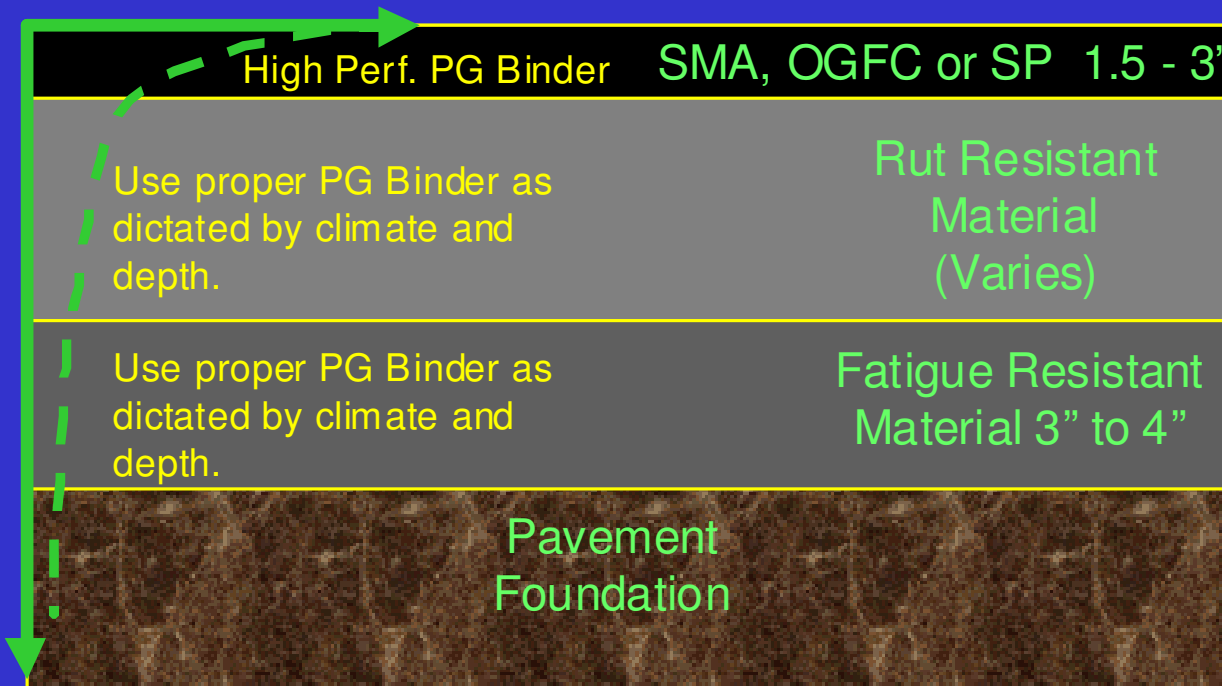 High Perf. PG Binder SMA, OGFC or SP 1.5 - 3”
Use proper PG Binder as
dictated by climate and
depth.
Rut Resistant
Material
(Varies)
Use proper PG Binder as
dictated by climate and
depth.
Fatigue Resistant
Material 3” to 4”
Pavement
Foundation